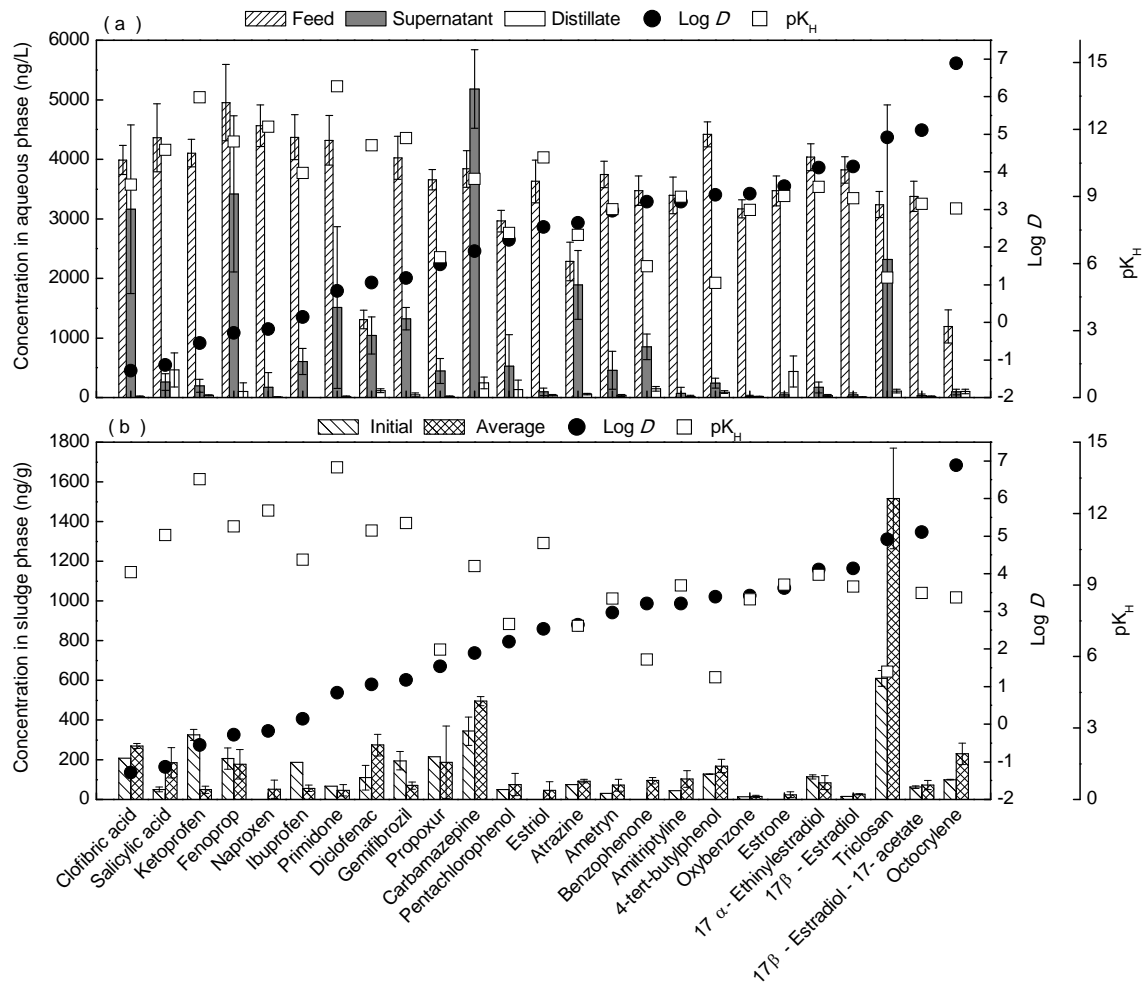 Feed Supernatant Distillate Log D pK_H
( a )
6000
5000
4000
3000
2000
1000
0
Concentration in aqueous phase (ng/L)
7
6
5
4
3
2
1
0
-1
-2
Log D
15
12
9
6
3
0
pK_H
Initial Average Log D pK_H
( b )
1800
1600
1400
1200
1000
800
600
400
200
0
Concentration in sludge phase (ng/g)
7
6
5
4
3
2
1
0
-1
-2
Log D
15
12
9
6
3
0
pK_H
Clofibric acid
Salicylic acid
Ketoprofen
Fenoprop
Naproxen
Ibuprofen
Primidone
Diclofenac
Gemifibrozil
Propoxur
Carbamazepine
Pentachlorophenol
Estriol
Atrazine
Ametryn
Benzophenone
Amitriptyline
4-tert-butylphenol
Oxybenzone
Estrone
17 α - Ethinylestradiol
17β - Estradiol
Triclosan
17β - Estradiol - 17- acetate
Octocrylene